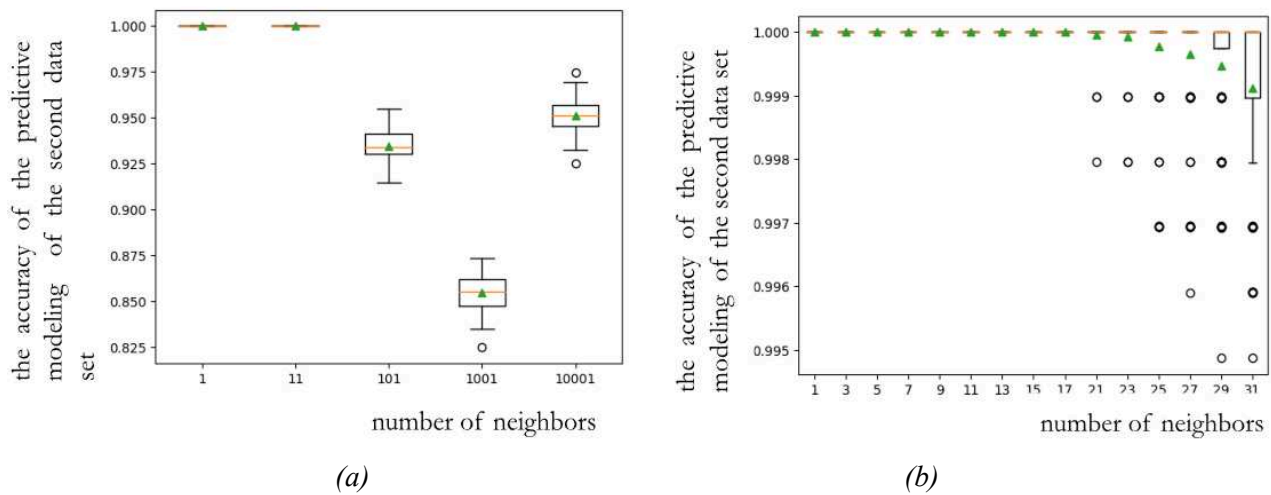 the accuracy of the predictive
modeling of the second data
set
1.000
0.975
0.950
0.925
0.900
0.875
0.850
0.825
1 11 101 1001 10001
number of neighbors
(a)
the accuracy of the predictive
modeling of the second data set
1.000
0.999
0.998
0.997
0.996
0.995
1 3 5 7 9 11 13 15 17 21 23 25 27 29 31
number of neighbors
(b)